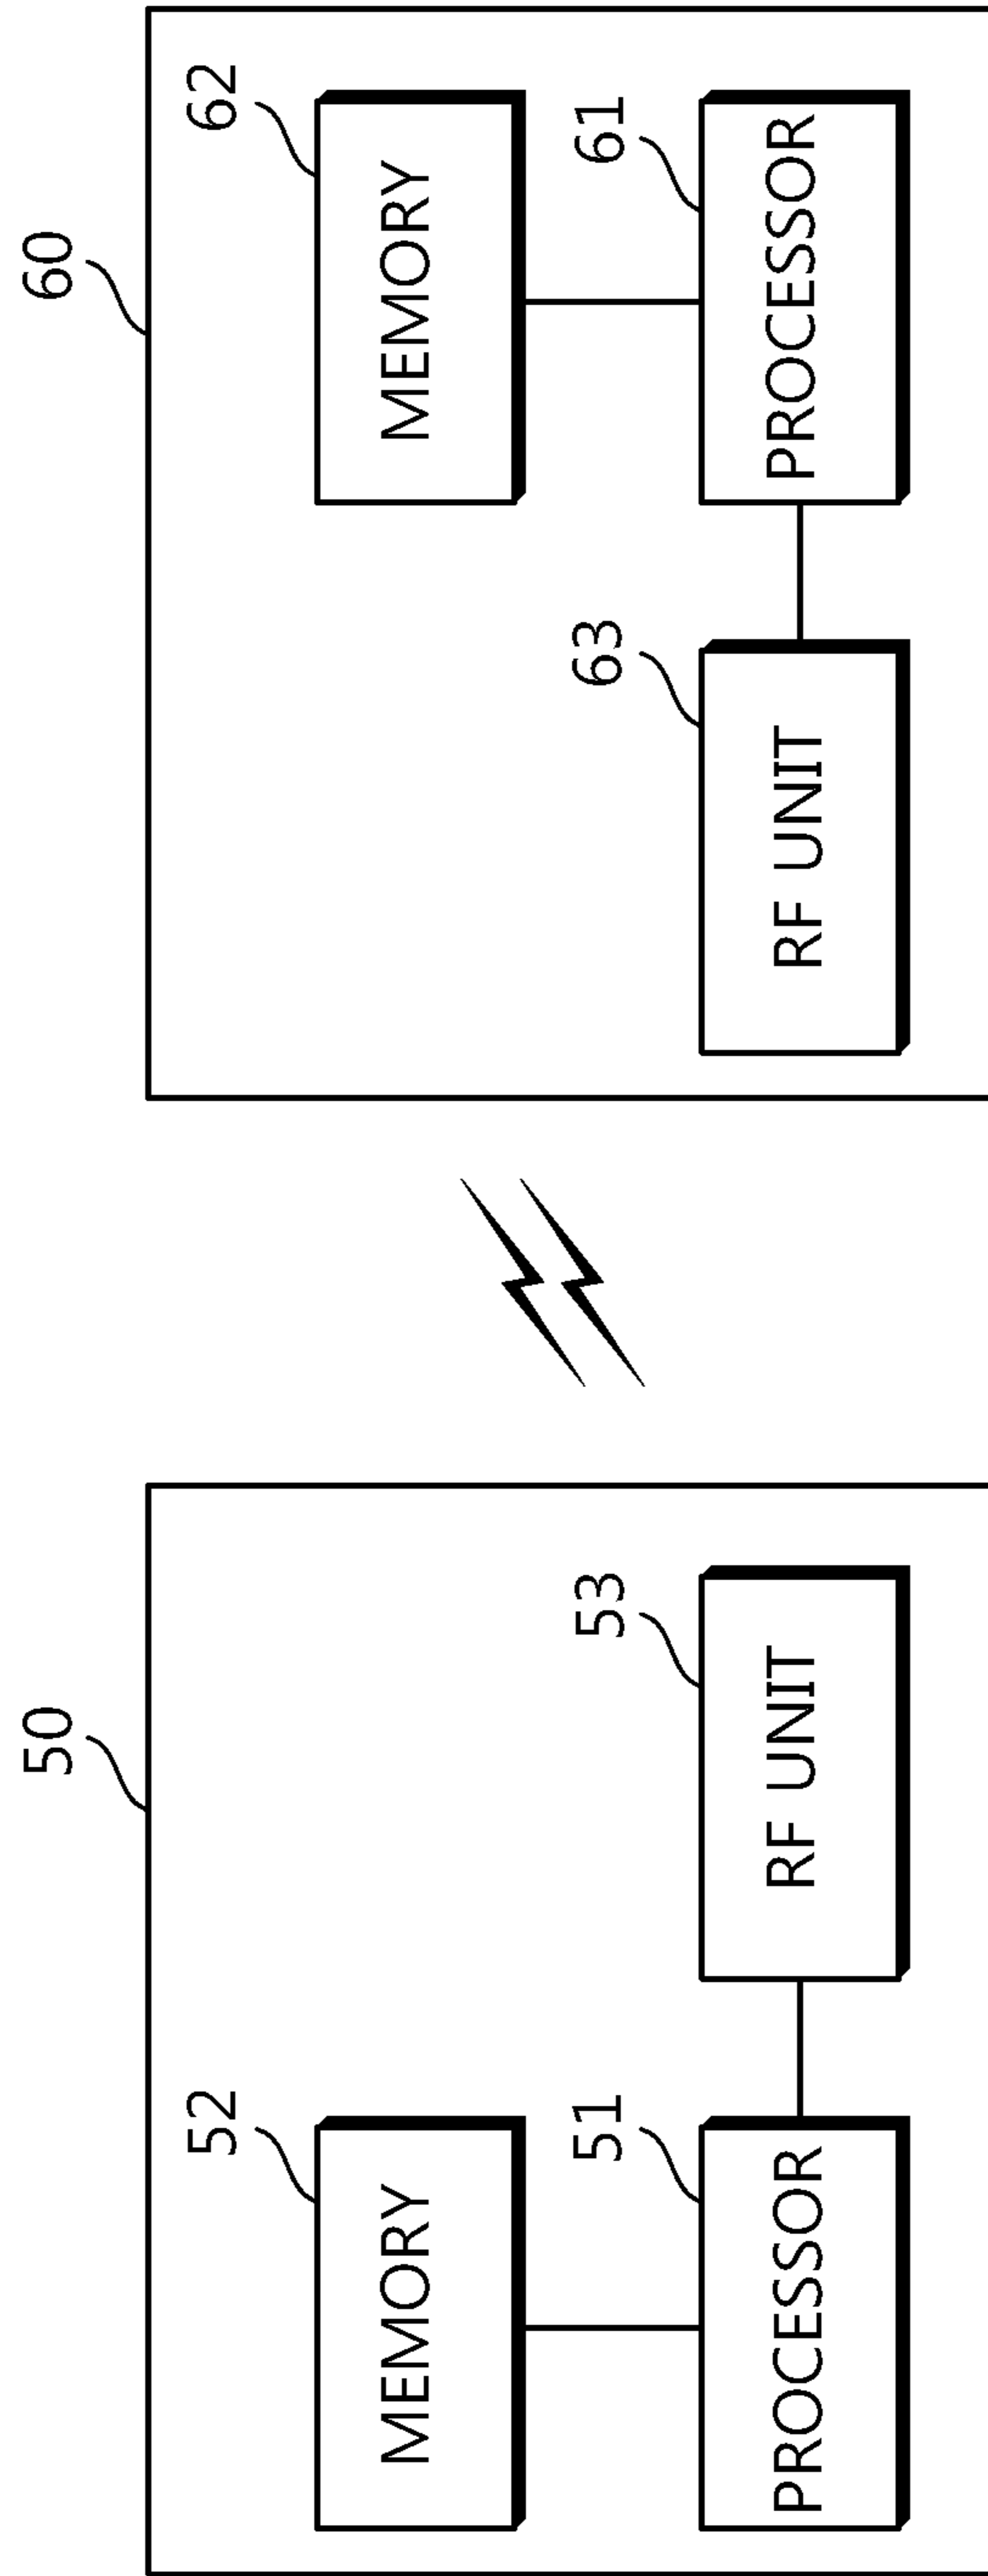 50
60
52
MEMORY
62
MEMORY
51
PROCESSOR
53
RF UNIT
63
RF UNIT
61
PROCESSOR